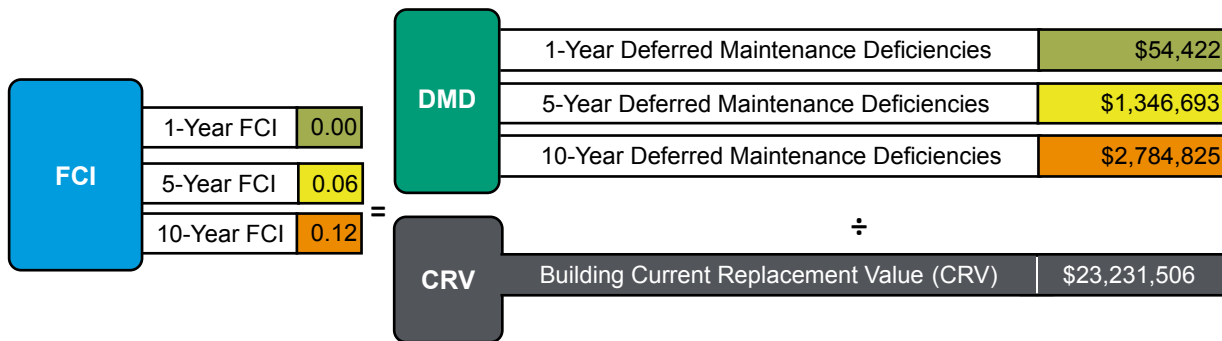 FCI
1-Year FCI 0.00
5-Year FCI 0.06
10-Year FCI 0.12
=
DMD
1-Year Deferred Maintenance Deficiencies $54,422
5-Year Deferred Maintenance Deficiencies $1,346,693
10-Year Deferred Maintenance Deficiencies $2,784,825
÷
CRV
Building Current Replacement Value (CRV) $23,231,506